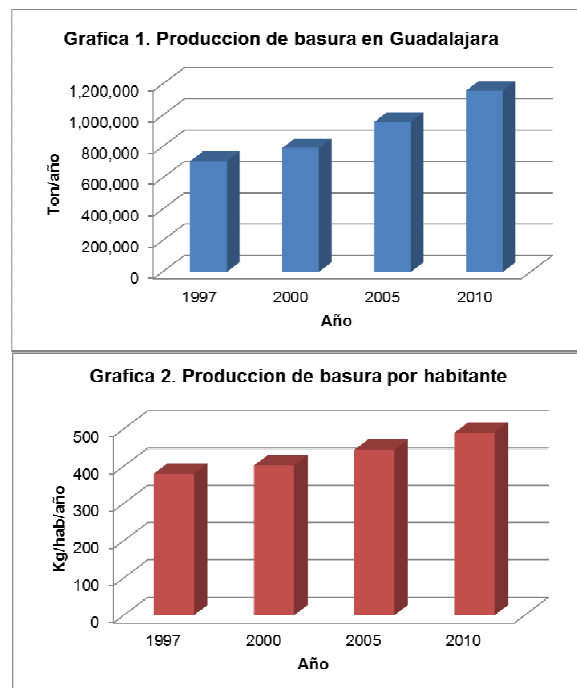 Grafica 1. Produccion de basura en Guadalajara
1,200,000
1,000,000
800,000
600,000
400,000
200,000
0
Ton/año
1997 2000 2005 2010
Año
Grafica 2. Produccion de basura por habitante
500
400
300
200
100
0
Kg/hab/año
1997 2000 2005 2010
Año